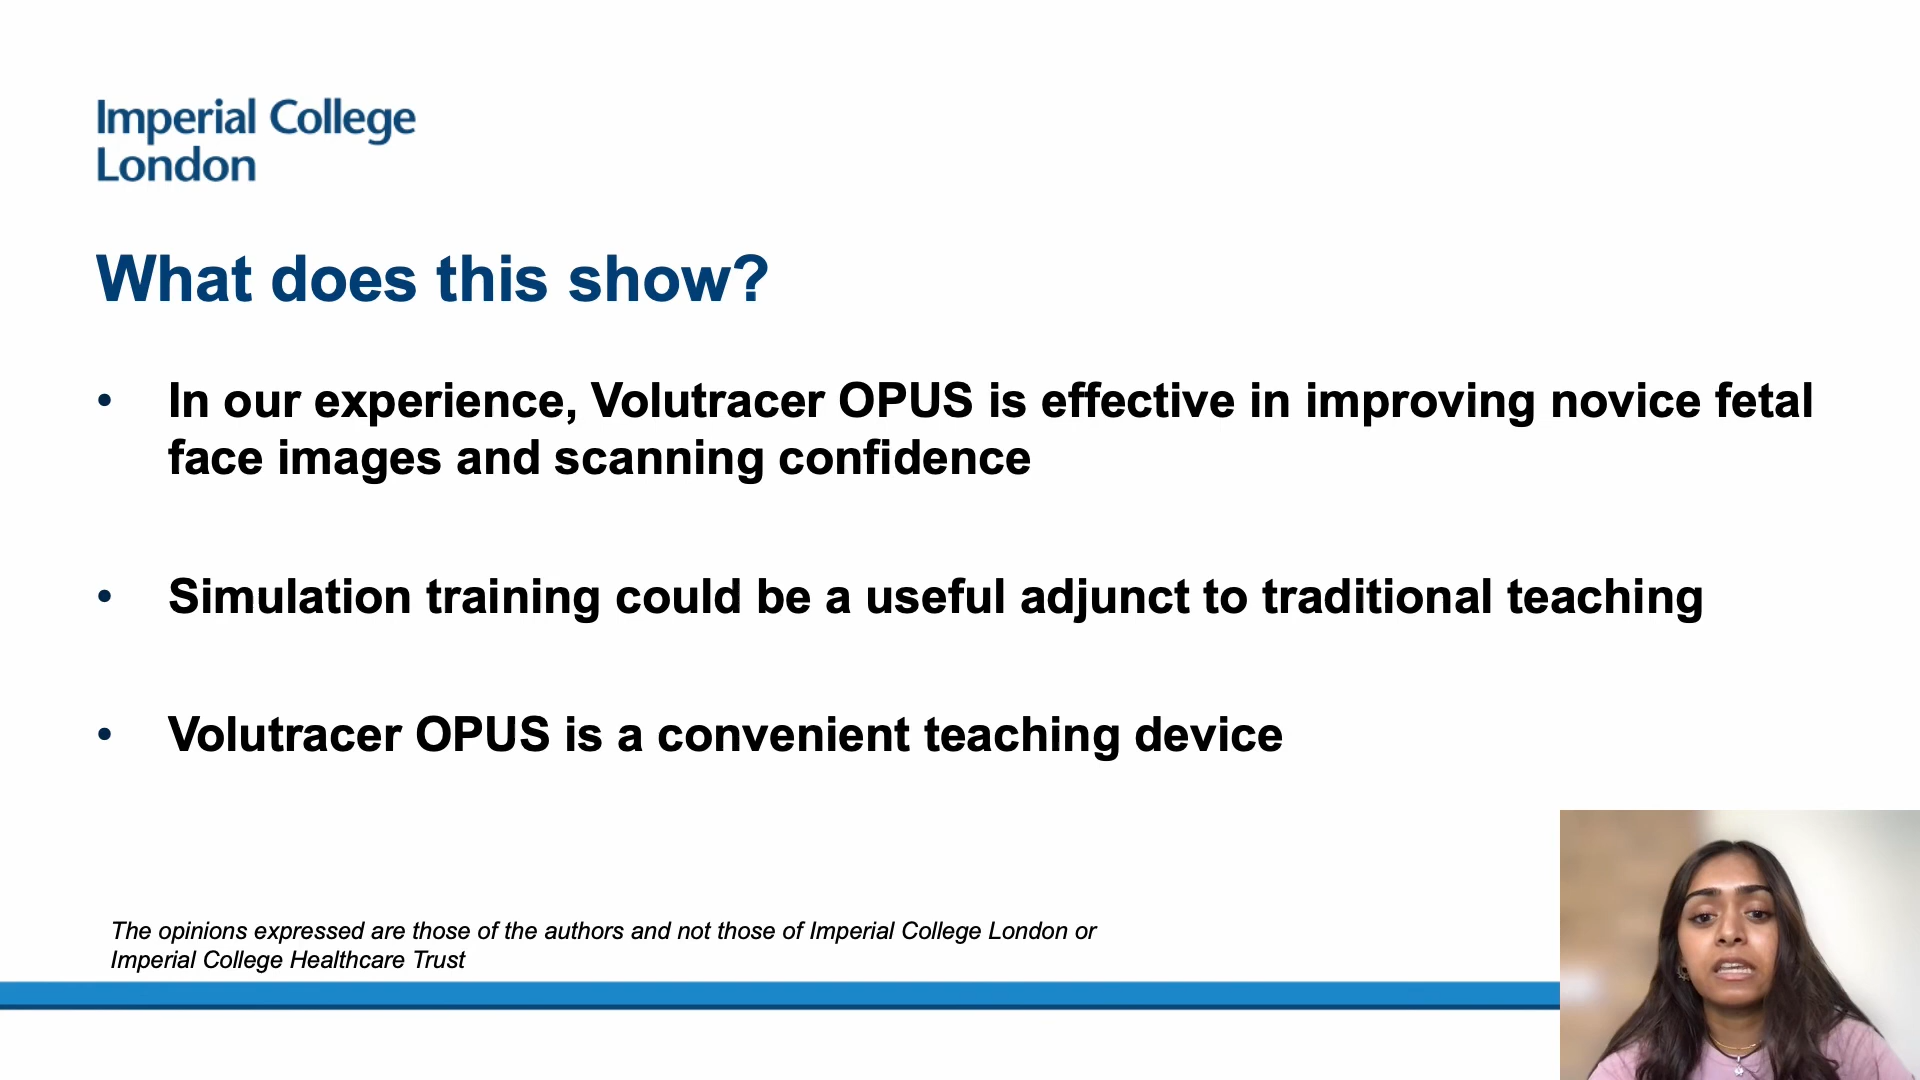 Imperial College
London
What does this show?
• In our experience, Volutracer OPUS is effective in improving novice fetal
face images and scanning confidence
• Simulation training could be a useful adjunct to traditional teaching
• Volutracer OPUS is a convenient teaching device
The opinions expressed are those of the authors and not those of Imperial College London or
Imperial College Healthcare Trust